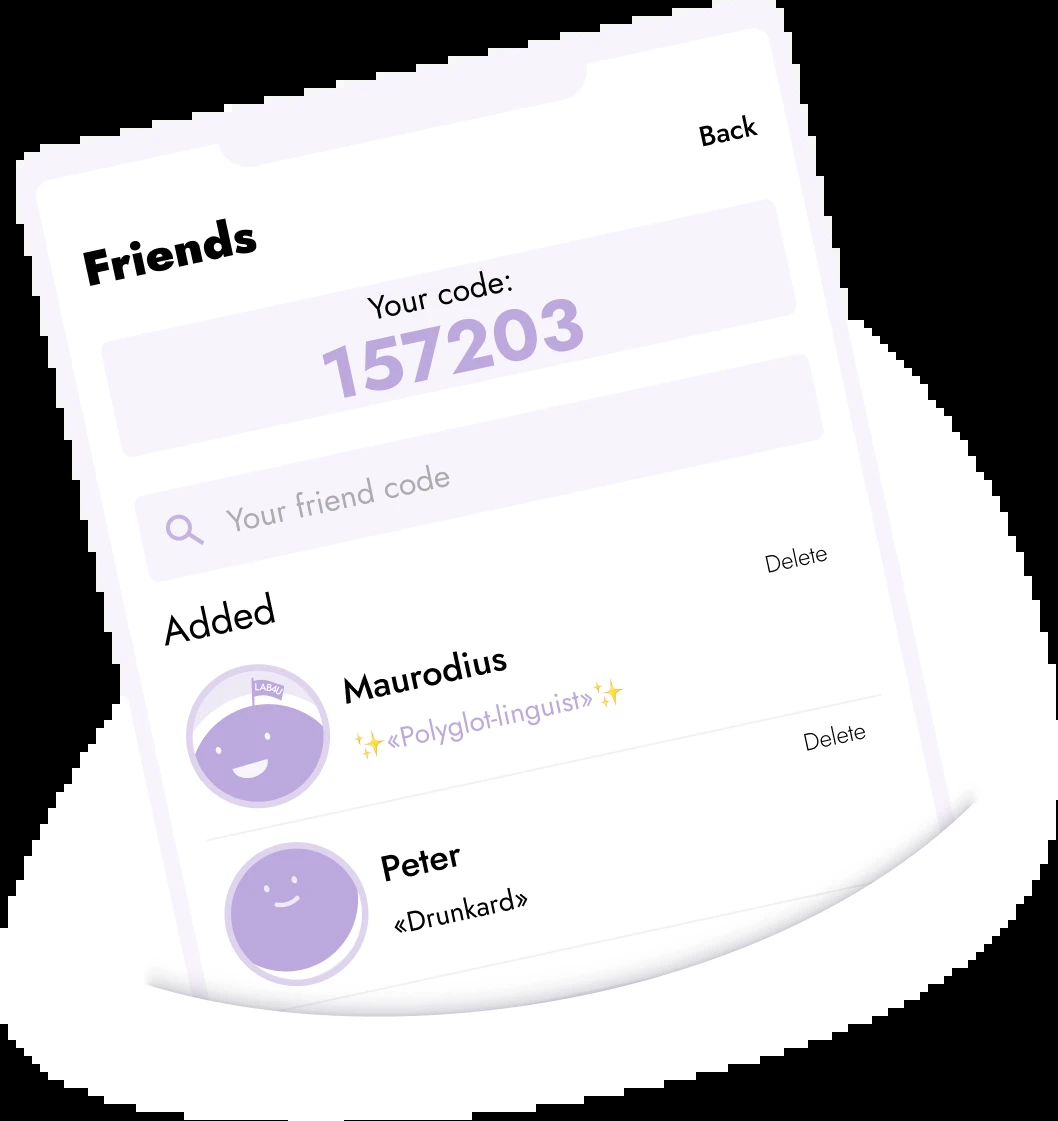 Back
Friends
Your code:
157203
Your friend code
Added
Delete
LAB4U
Maurodius
✨«Polyglot-linguist»✨
Delete
Peter
«Drunkard»